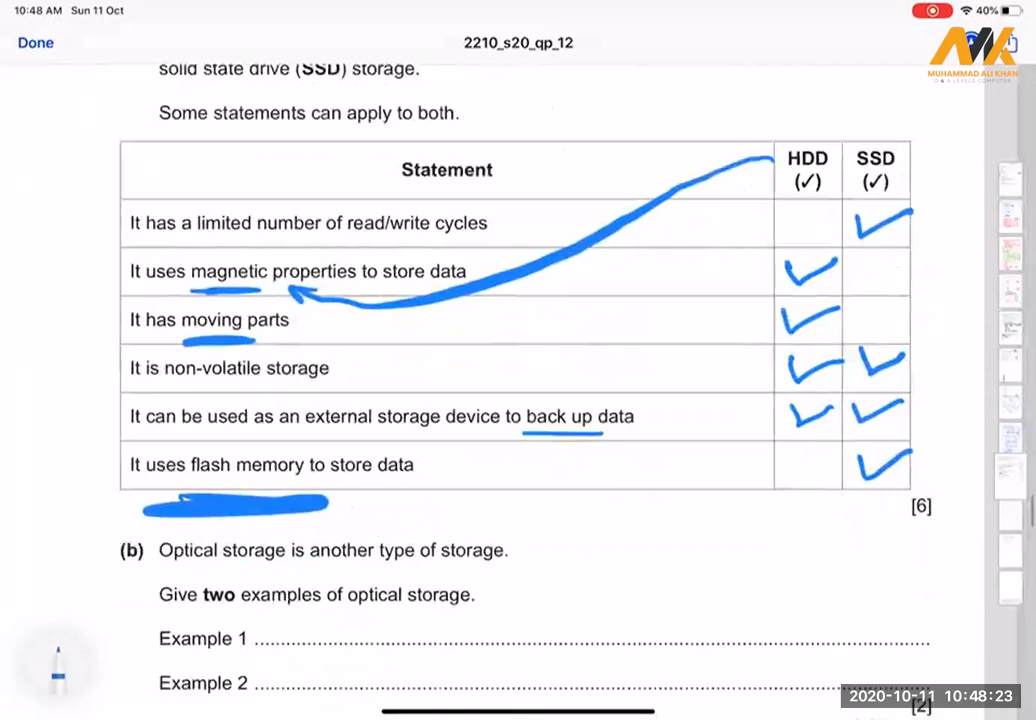 10:48 AM Sun 11 Oct
40%
Done
2210_s20_qp_12
MUHAMMAD ALI KHAN
O & A LEVELS COMPUTER
solid state drive (SSD) storage.
Some statements can apply to both.
Statement HDD (✓) SSD (✓)
It has a limited number of read/write cycles ✓
It uses magnetic properties to store data ✓
It has moving parts ✓
It is non-volatile storage ✓ ✓
It can be used as an external storage device to back up data ✓ ✓
It uses flash memory to store data ✓
[6]
(b) Optical storage is another type of storage.
Give two examples of optical storage.
Example 1
Example 2
2020-10-11 10:48:23
[2]